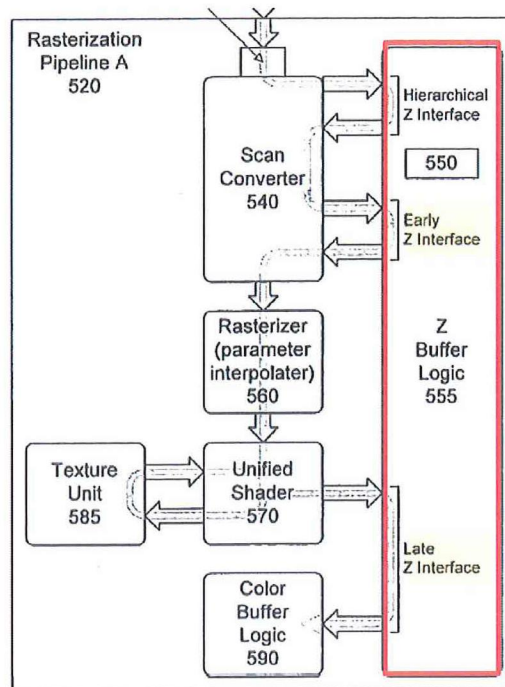 Rasterization
Pipeline A
520
Hierarchical
Z Interface
550
Scan
Converter
540
Early
Z Interface
Rasterizer
(parameter
interpolater)
560
Z
Buffer
Logic
555
Texture
Unit
585
Unified
Shader
570
Late
Z Interface
Color
Buffer
Logic
590